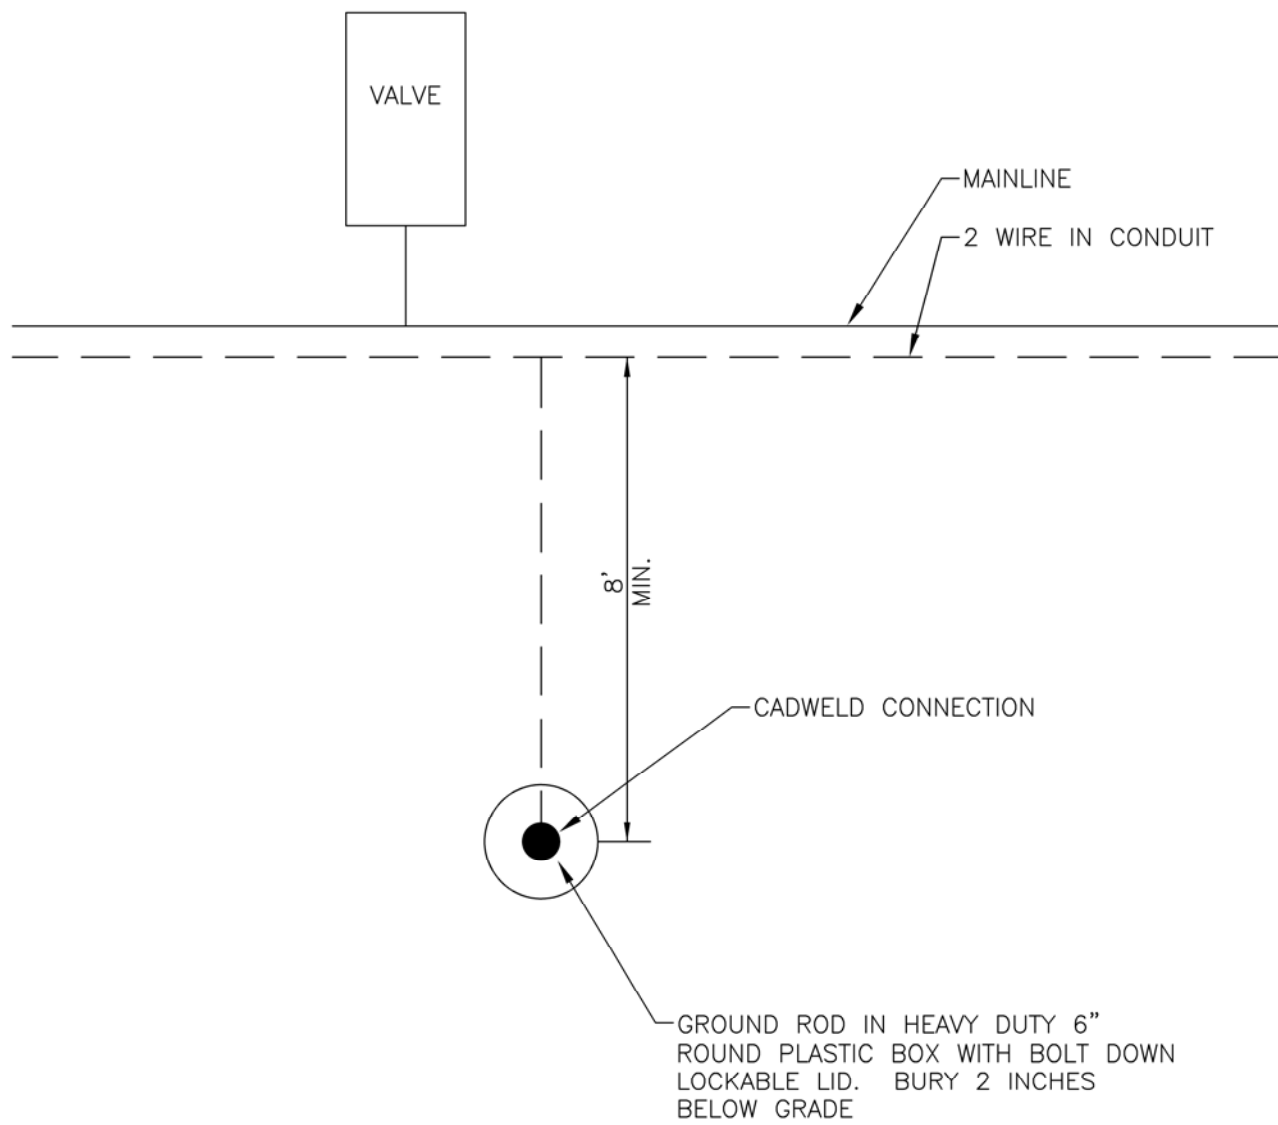 VALVE
MAINLINE
2 WIRE IN CONDUIT
8'
MIN.
CADWELD CONNECTION
GROUND ROD IN HEAVY DUTY 6”
ROUND PLASTIC BOX WITH BOLT DOWN
LOCKABLE LID. BURY 2 INCHES
BELOW GRADE